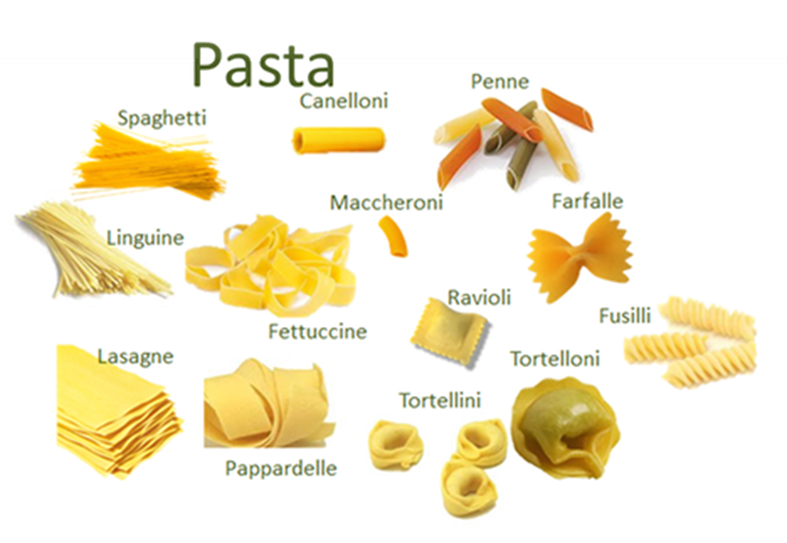 Pasta
Spaghetti
Canelloni
Penne
Linguine
Maccheroni
Farfalle
Fettuccine
Ravioli
Fusilli
Lasagne
Tortelloni
Tortellini
Pappardelle